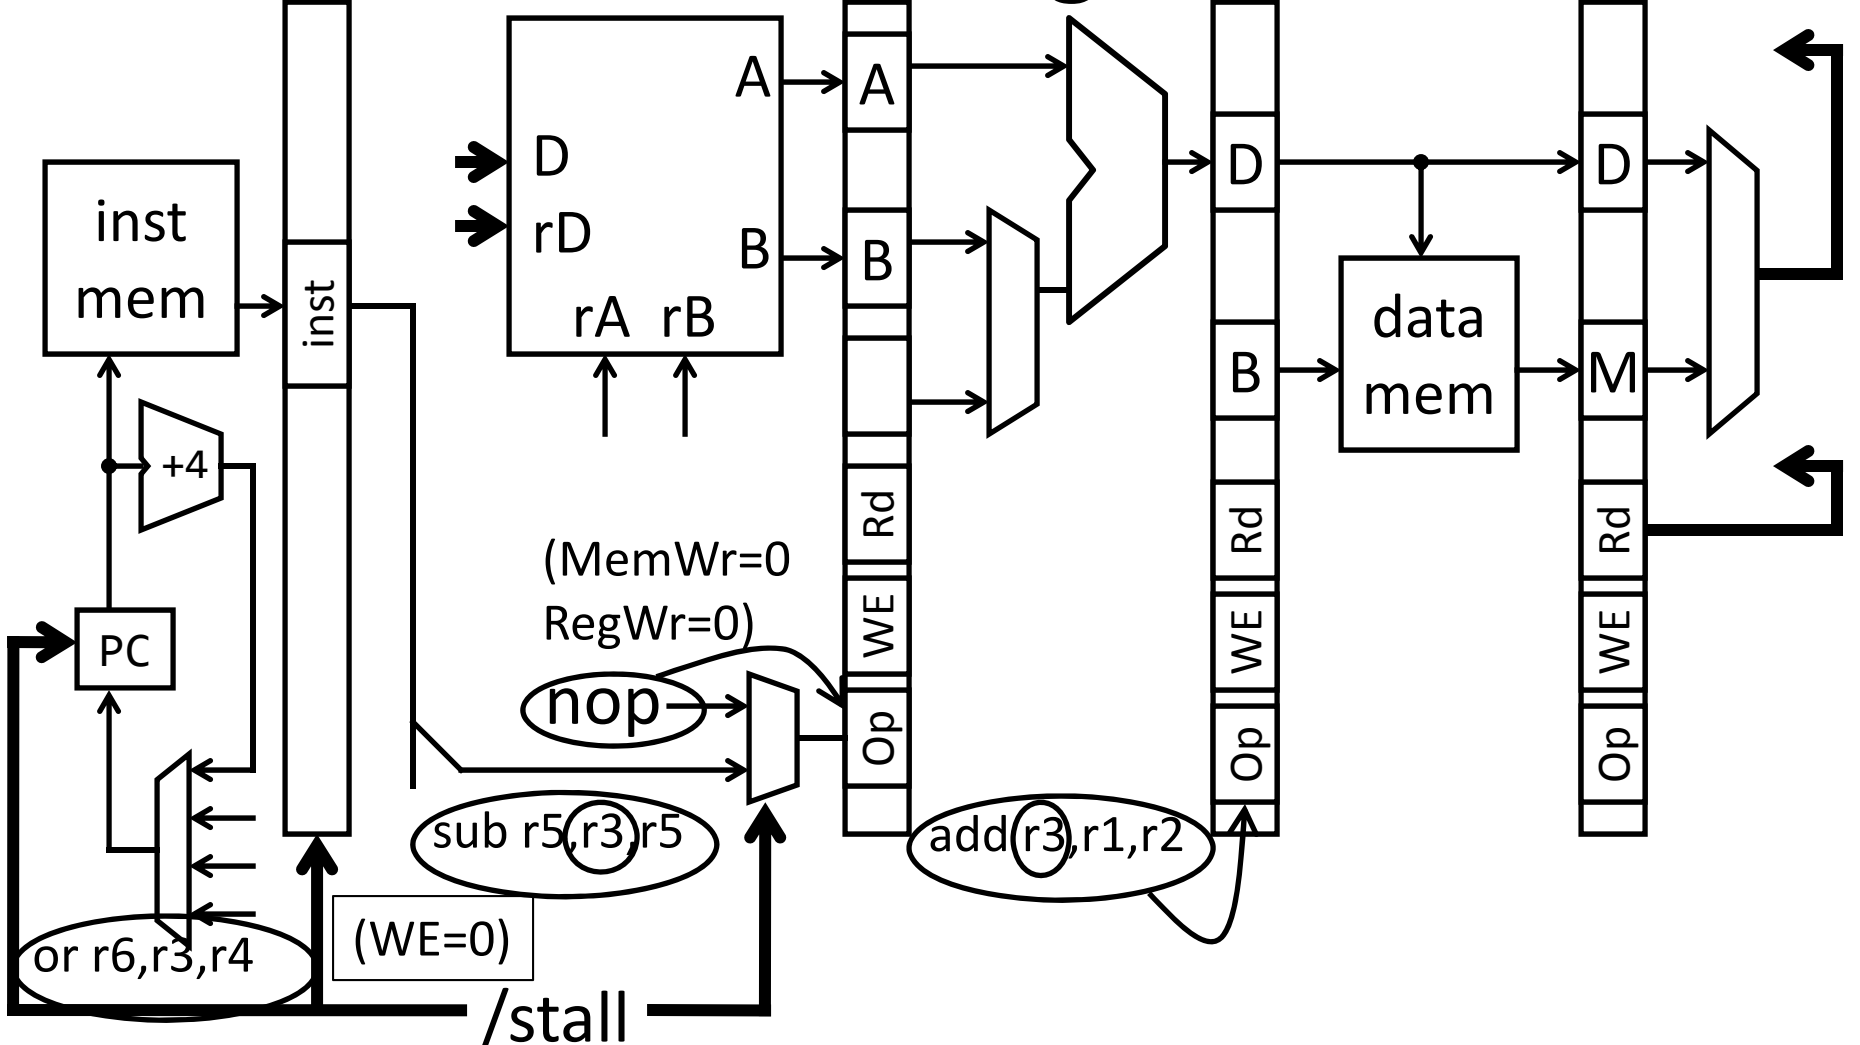 A
A
D
D
D
inst
mem
rD
B
B
inst
rA rB
data
mem
B
M
+4
Rd
Rd
Rd
(MemWr=0
RegWr=0)
WE
WE
WE
PC
nop
Op
Op
Op
sub r5,r3,r5
add r3,r1,r2
or r6,r3,r4
(WE=0)
/stall